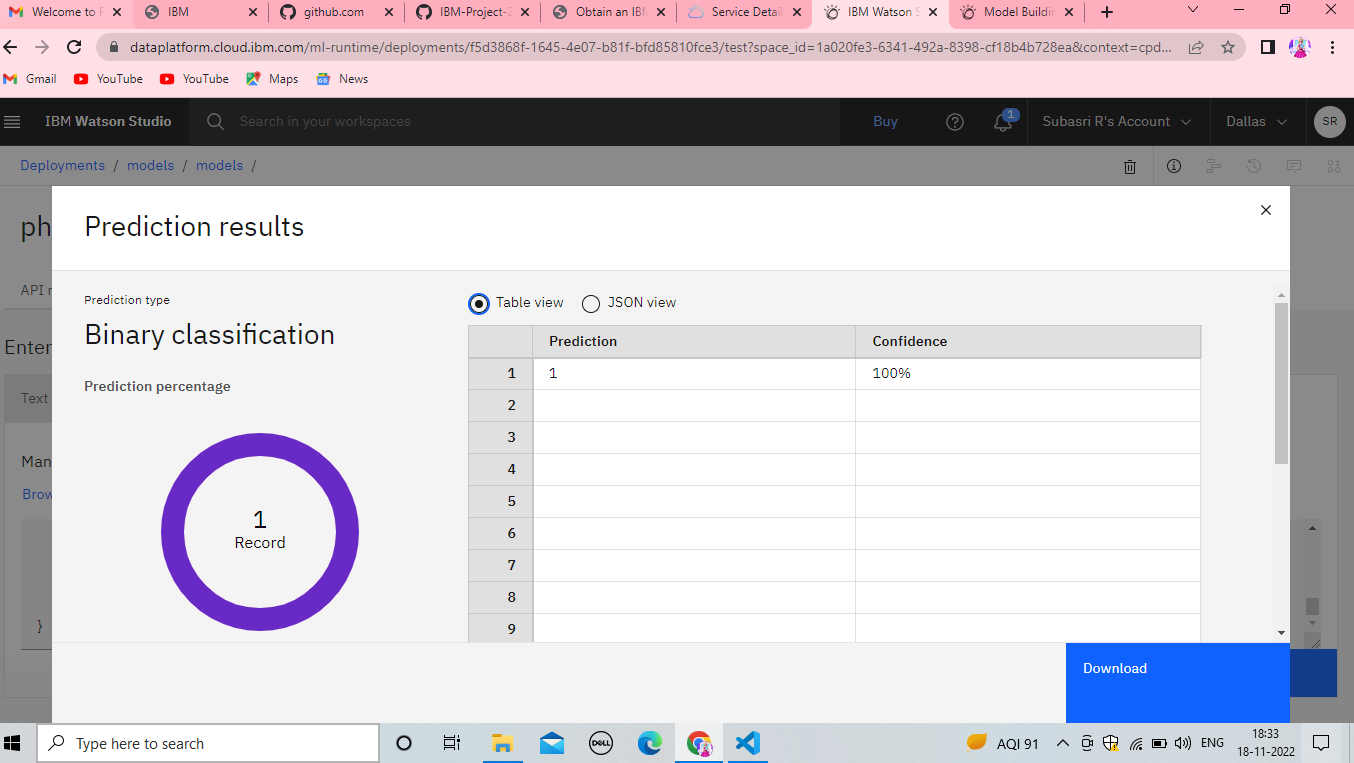 Welcome to P
IBM
github.com
IBM-Project-2
Obtain an IBM
Service Detail
IBM Watson S
Model Buildin
dataplatform.cloud.ibm.com/ml-runtime/deployments/f5d3868f-1645-4e07-b81f-bfd85810fce3/test?space_id=1a020fe3-6341-492a-8398-cf18b4b728ea&context=cpd...
Gmail YouTube YouTube Maps News
IBM Watson Studio Search in your workspaces Buy 1 Subasri R's Account Dallas SR
Deployments / models / models /
ph
Prediction results
API r
Prediction type
Table view JSON view
Binary classification
Enter
Prediction Confidence
Prediction percentage
Text
1 1 100%
2
3
4
5
6
7
8
9
Man
Brow
}
1
Record
Download
Type here to search
DELL
AQI 91
ENG
18:33
18-11-2022